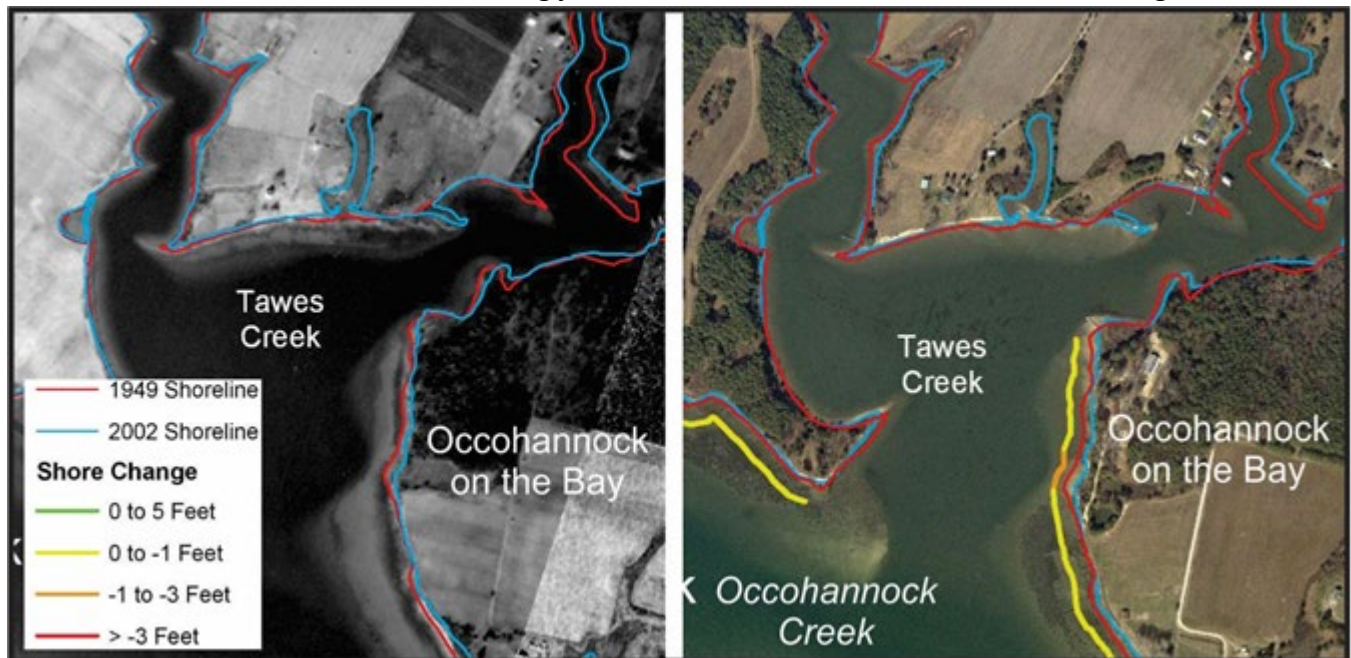 Tawes
Creek
1949 Shoreline
2002 Shoreline
Shore Change
0 to 5 Feet
0 to -1 Feet
-1 to -3 Feet
> -3 Feet
Occohannock
on the Bay
Tawes
Creek
Occohannock
on the Bay
Occohannock
Creek